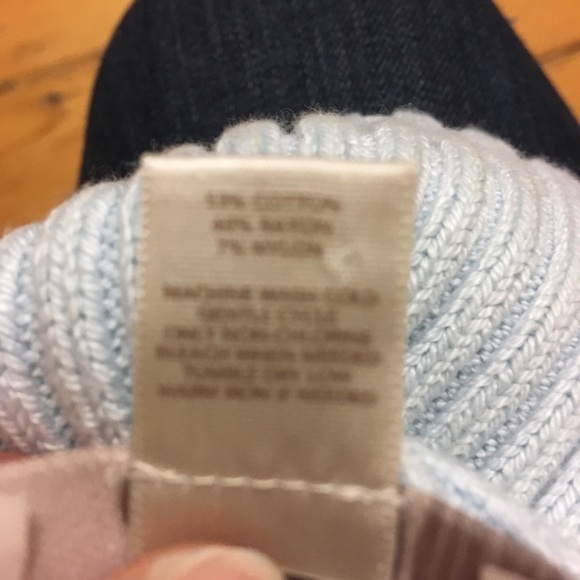 53% COTTON
40% RAYON
7% NYLON
MACHINE WASH COLD
GENTLE CYCLE
ONLY NON-CHLORINE
BLEACH WHEN NEEDED
TUMBLE DRY LOW
WARM IRON IF NEEDED